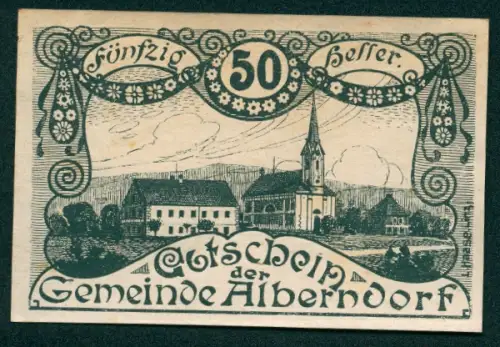 Fünfzig 50 Heller.
Gutschein
der
Gemeinde Alberndorf